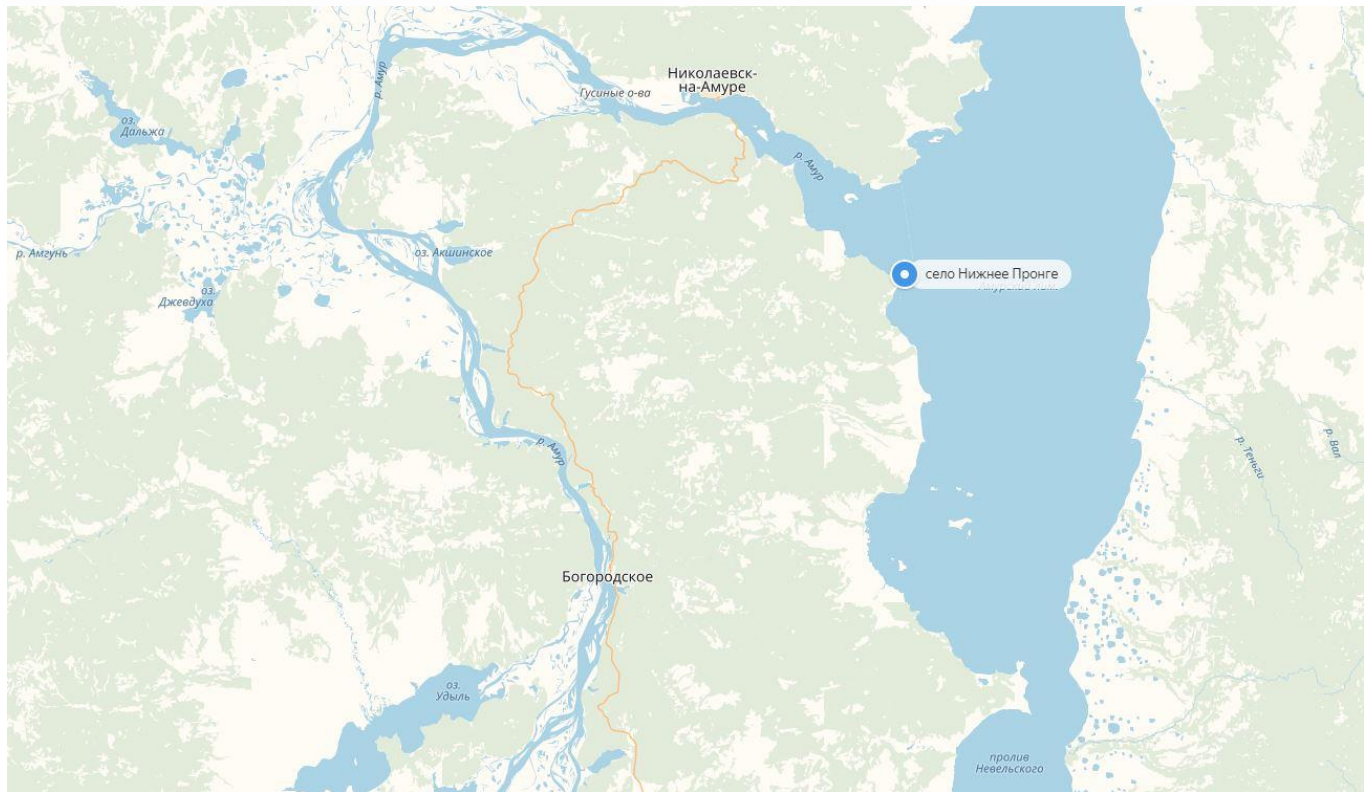 Николаевск-
на-Амуре
Гусиные о-ва
р. Амур
оз.
Дальжа
р. Амур
р. Амгунь
оз. Акшинское
село Нижнее Пронге
оз.
Джевдуха
р. Амур
р. Теньги
р. Вал
Богородское
оз.
Удыль
пролив
Невельского